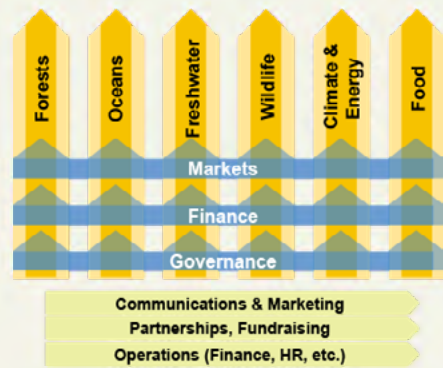 Forests
Oceans
Freshwater
Wildlife
Climate &
Energy
Food
Markets
Finance
Governance
Communications & Marketing
Partnerships, Fundraising
Operations (Finance, HR, etc.)